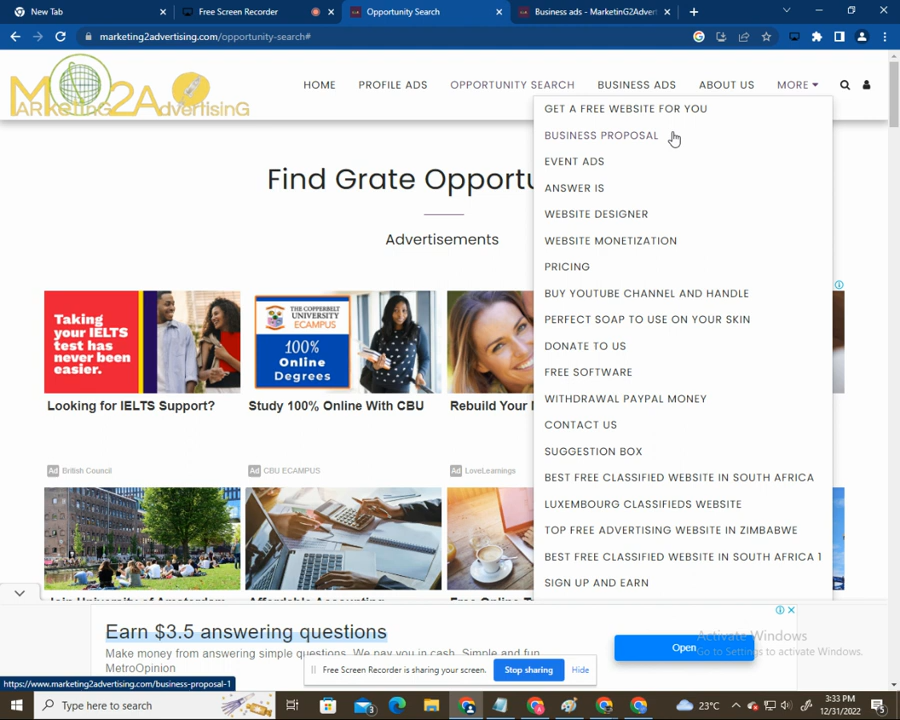 New Tab
Free Screen Recorder
Opportunity Search
Business ads - MarketinG2Advert
marketing2advertising.com/opportunity-search#
MG2A
ARKetinG dvertisinG
HOME PROFILE ADS OPPORTUNITY SEARCH BUSINESS ADS ABOUT US MORE
GET A FREE WEBSITE FOR YOU
BUSINESS PROPOSAL
EVENT ADS
ANSWER IS
WEBSITE DESIGNER
WEBSITE MONETIZATION
PRICING
BUY YOUTUBE CHANNEL AND HANDLE
PERFECT SOAP TO USE ON YOUR SKIN
DONATE TO US
FREE SOFTWARE
WITHDRAWAL PAYPAL MONEY
CONTACT US
SUGGESTION BOX
BEST FREE CLASSIFIED WEBSITE IN SOUTH AFRICA
LUXEMBOURG CLASSIFIEDS WEBSITE
TOP FREE ADVERTISING WEBSITE IN ZIMBABWE
BEST FREE CLASSIFIED WEBSITE IN SOUTH AFRICA 1
SIGN UP AND EARN
Find Grate Opportu
Advertisements
Taking
your IELTS
test has
never been
easier.
THE COPPERBELT
UNIVERSITY
ECAMPUS
100%
Online
Degrees
Looking for IELTS Support?
Study 100% Online With CBU
Rebuild Your
Ad British Council
Ad CBU ECAMPUS
Ad LoveLearnings
Join University of Amsterdam
Affordable Accounting
Free Online T
Earn $3.5 answering questions
Make money from answering simple questions. We pay you in cash. Simple and fun.
MetroOpinion
Open
Activate Windows
Go to Settings to activate Windows.
Free Screen Recorder is sharing your screen.
Stop sharing
Hide
https://www.marketing2advertising.com/business-proposal-1
Type here to search
3
23°C
3:33 PM
12/31/2022
5